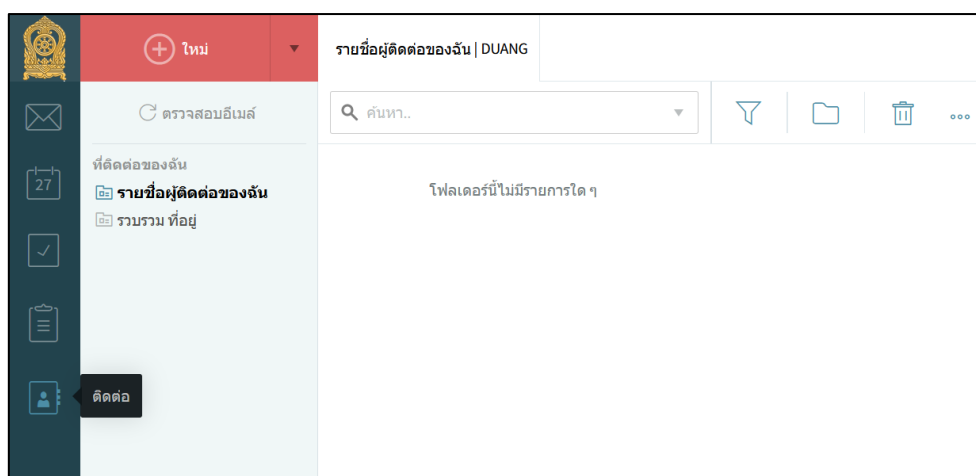 ใหม่
รายชื่อผู้ติดต่อของฉัน | DUANG
ตรวจสอบอีเมล์
ค้นหา..
ที่ติดต่อของฉัน
27
รายชื่อผู้ติดต่อของฉัน
รวบรวม ที่อยู่
โฟลเดอร์นี้ไม่มีรายการใด ๆ
ติดต่อ